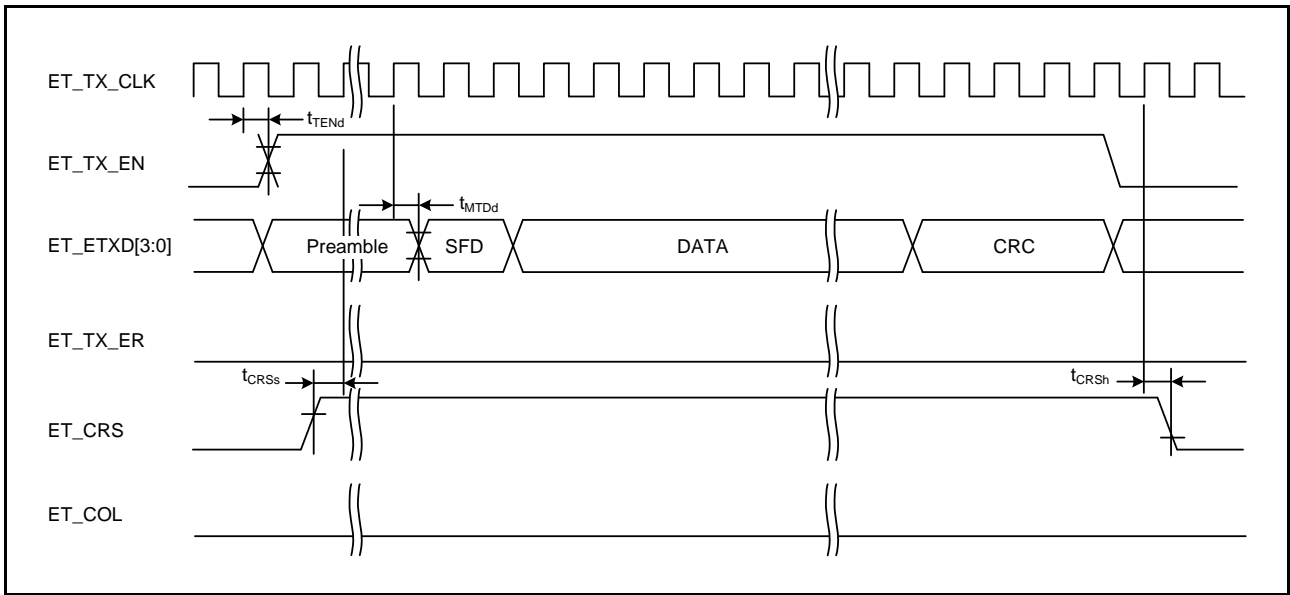 ET_TX_CLK
tTENd
ET_TX_EN
tMTDd
ET_ETXD[3:0]
Preamble
SFD
DATA
CRC
ET_TX_ER
tCRSs
tCRSh
ET_CRS
ET_COL